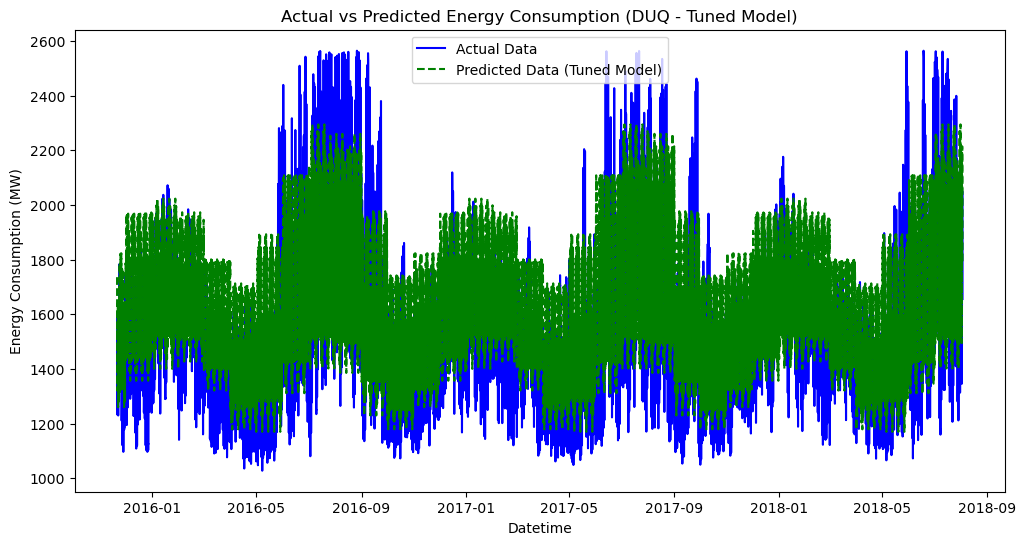 Actual vs Predicted Energy Consumption (DUQ - Tuned Model)
Actual Data
Predicted Data (Tuned Model)
Energy Consumption (MW)
2600
2400
2200
2000
1800
1600
1400
1200
1000
2016-01 2016-05 2016-09 2017-01 2017-05 2017-09 2018-01 2018-05 2018-09
Datetime